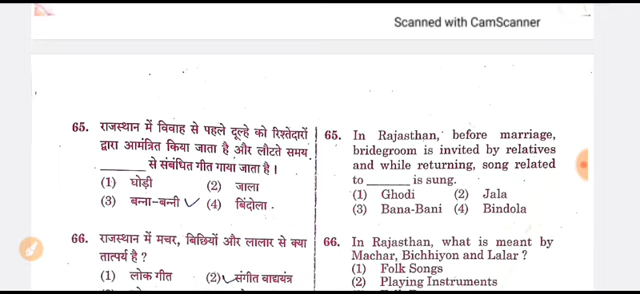 Scanned with CamScanner
65. राजस्थान में विवाह से पहले दूल्हे को रिश्तेदारों
द्वारा आमंत्रित किया जाता है और लौटते समय
_______ से संबंधित गीत गाया जाता है ।
(1) घोड़ी (2) जाला
(3) बन्ना-बन्नी (4) बिंदोला
66. राजस्थान में मचर, बिछियों और लालार से क्या
तात्पर्य है ?
(1) लोक गीत (2) संगीत वाद्ययंत्र
65. In Rajasthan, before marriage,
bridegroom is invited by relatives
and while returning, song related
to _______ is sung.
(1) Ghodi (2) Jala
(3) Bana-Bani (4) Bindola
66. In Rajasthan, what is meant by
Machar, Bichhiyon and Lalar ?
(1) Folk Songs
(2) Playing Instruments